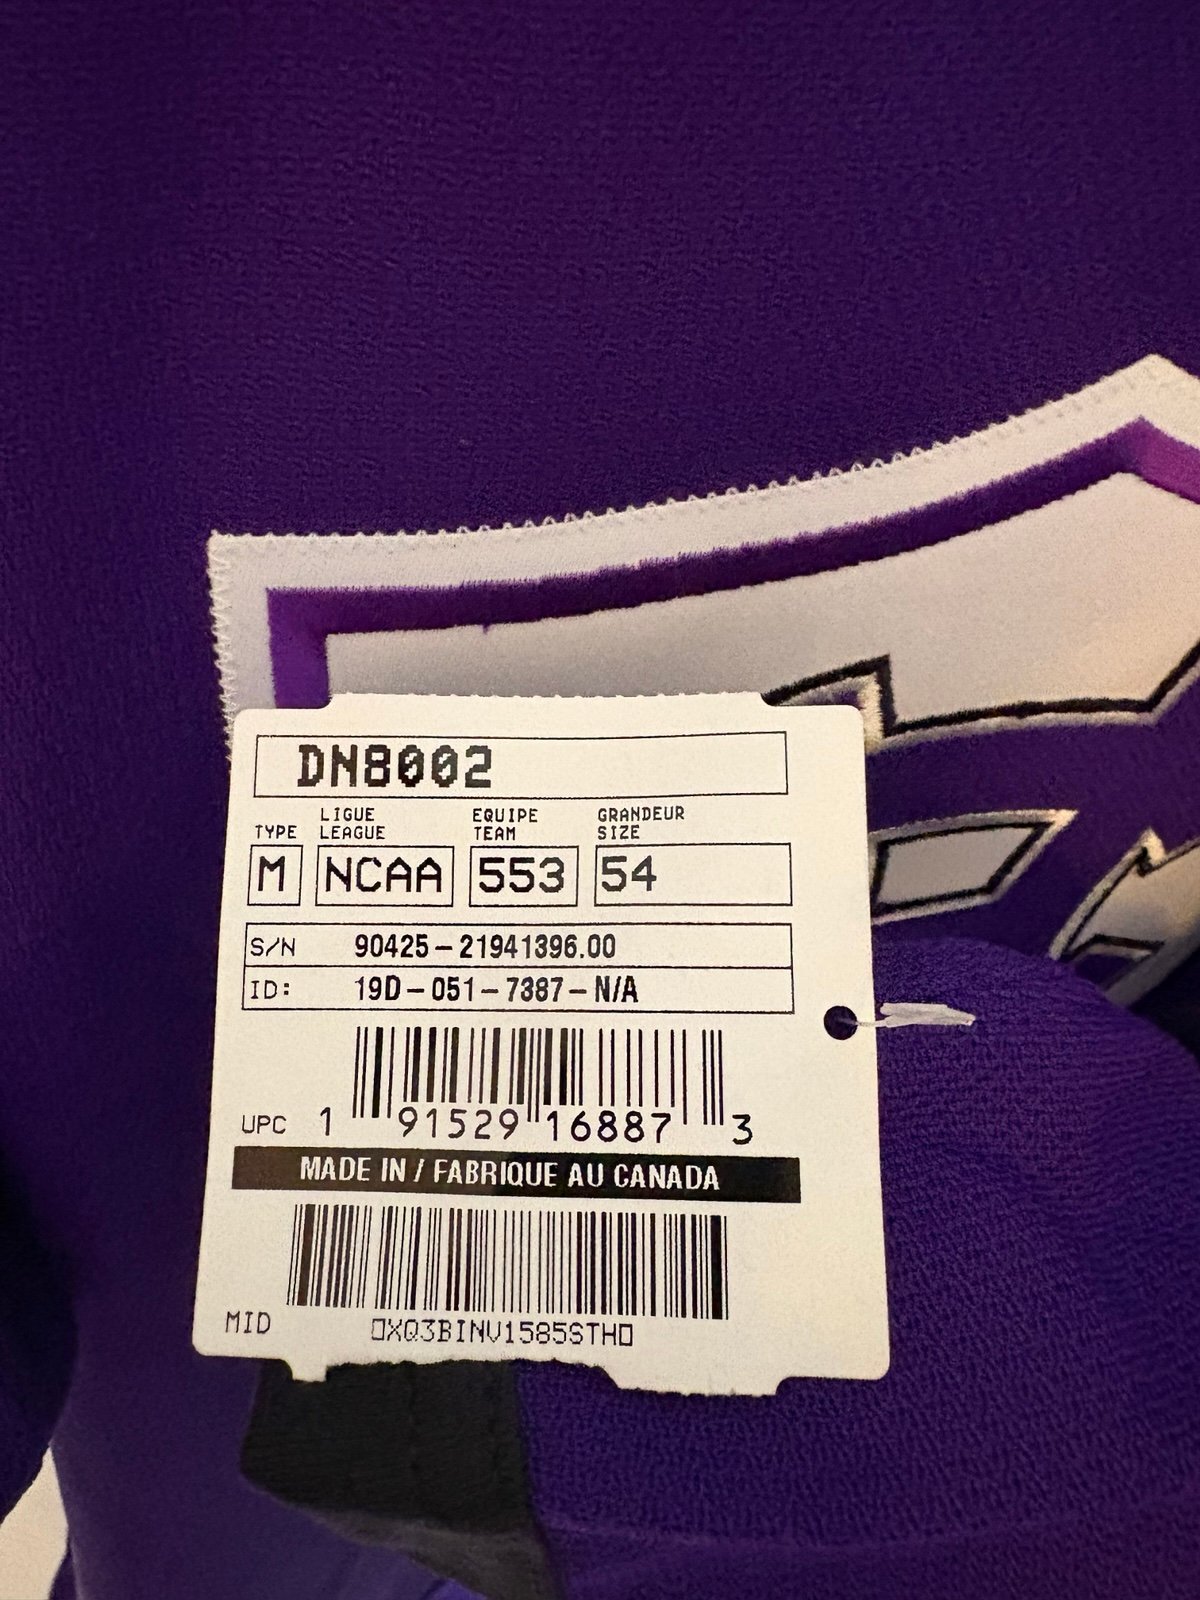 DN8002
TYPE
LIGUE
LEAGUE
EQUIPE
TEAM
GRANDEUR
SIZE
M
NCAA
553
54
S/N 90425-21941396.00
ID: 19D-051-7387-N/A
UPC 1 91529 16887 3
MADE IN / FABRIQUE AU CANADA
MID ▯XQ3BINV1585STH▯